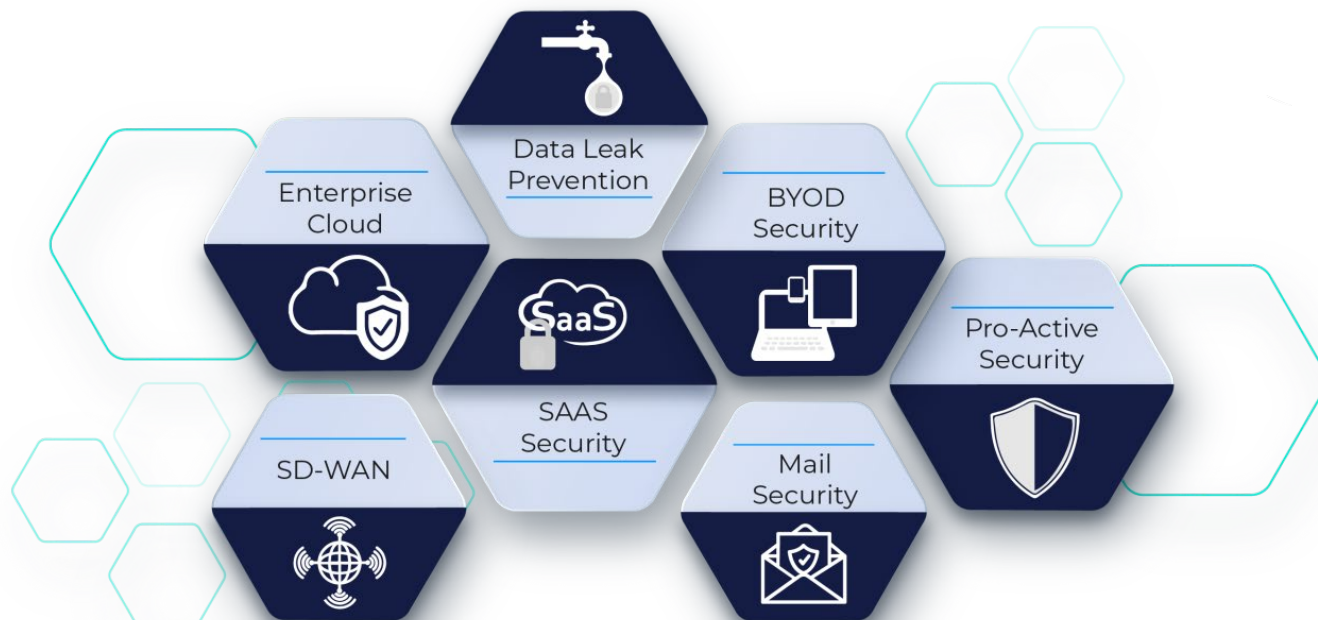 Data Leak
Prevention
Enterprise
Cloud
BYOD
Security
SaaS
Pro-Active
Security
SAAS
Security
SD-WAN
Mail
Security